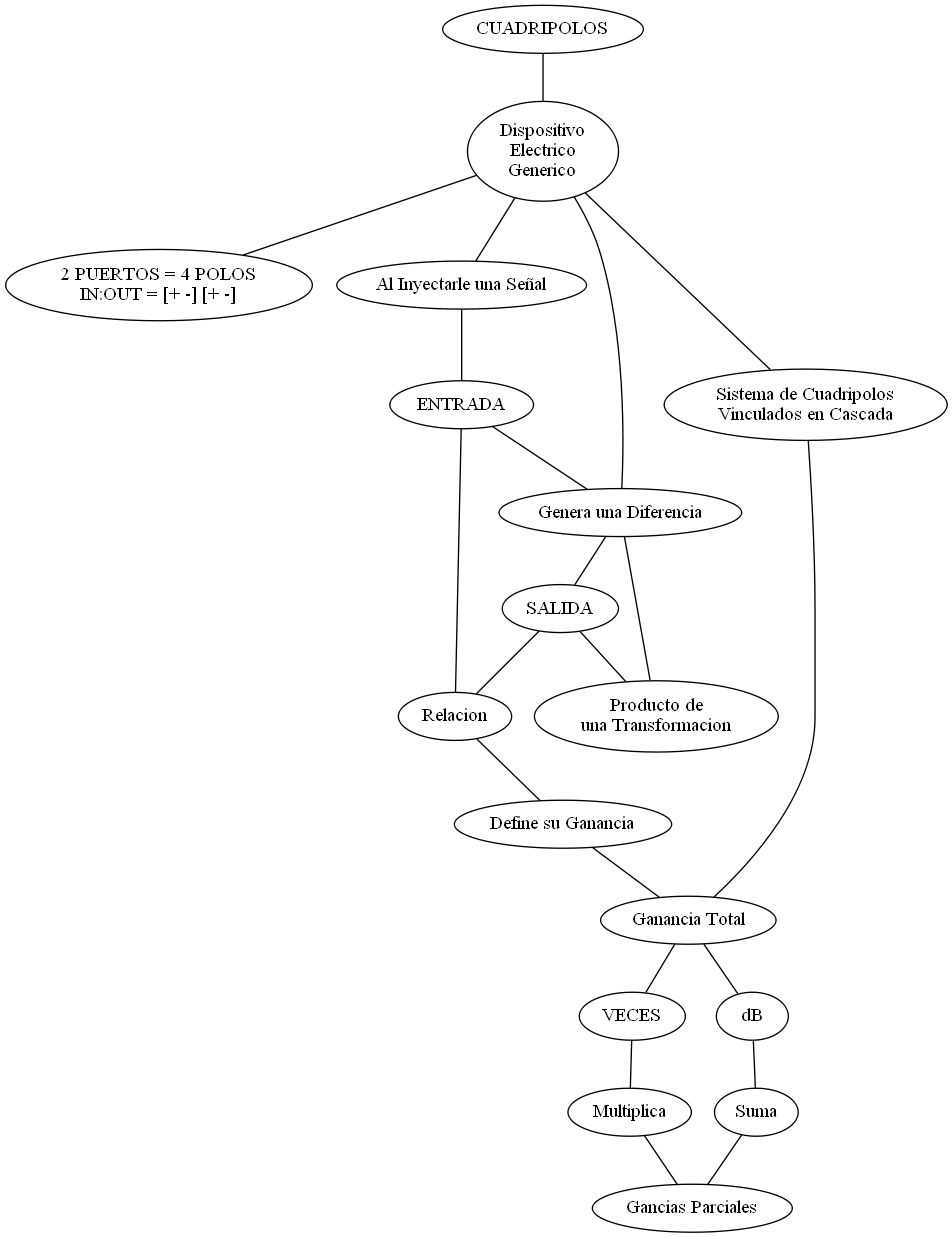 CUADRIPOLOS
Dispositivo
Electrico
Generico
2 PUERTOS = 4 POLOS
IN:OUT = [+ -] [+ -]
Al Inyectarle una Señal
ENTRADA
Sistema de Cuadripolos
Vinculados en Cascada
Genera una Diferencia
SALIDA
Relacion
Producto de
una Transformacion
Define su Ganancia
Ganancia Total
VECES
dB
Multiplica
Suma
Gancias Parciales